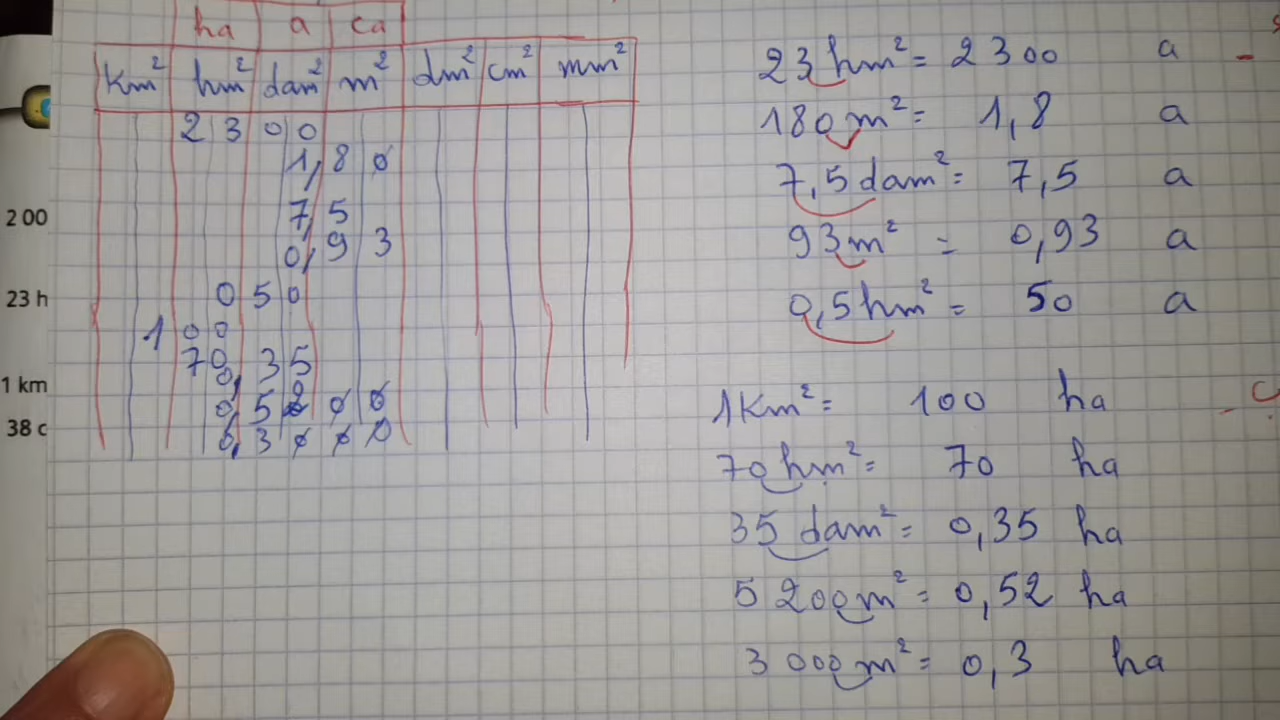 ha a ca
km² hm² dam² m² dm² cm² mm²
2 3 0 0
1, 8 0
7, 5
0, 9 3
0 5 0
1 0 0
7 0
0, 3 5
0, 5 2 0 0
0, 3 0 0 0
2 00
23 h
1 km
38 c
23 hm² = 2300 a
180 m² = 1,8 a
7,5 dam² = 7,5 a
93 m² = 0,93 a
0,5 hm² = 50 a
1 Km² = 100 ha
70 hm² = 70 ha
35 dam² = 0,35 ha
5 200 m² = 0,52 ha
3 000 m² = 0,3 ha